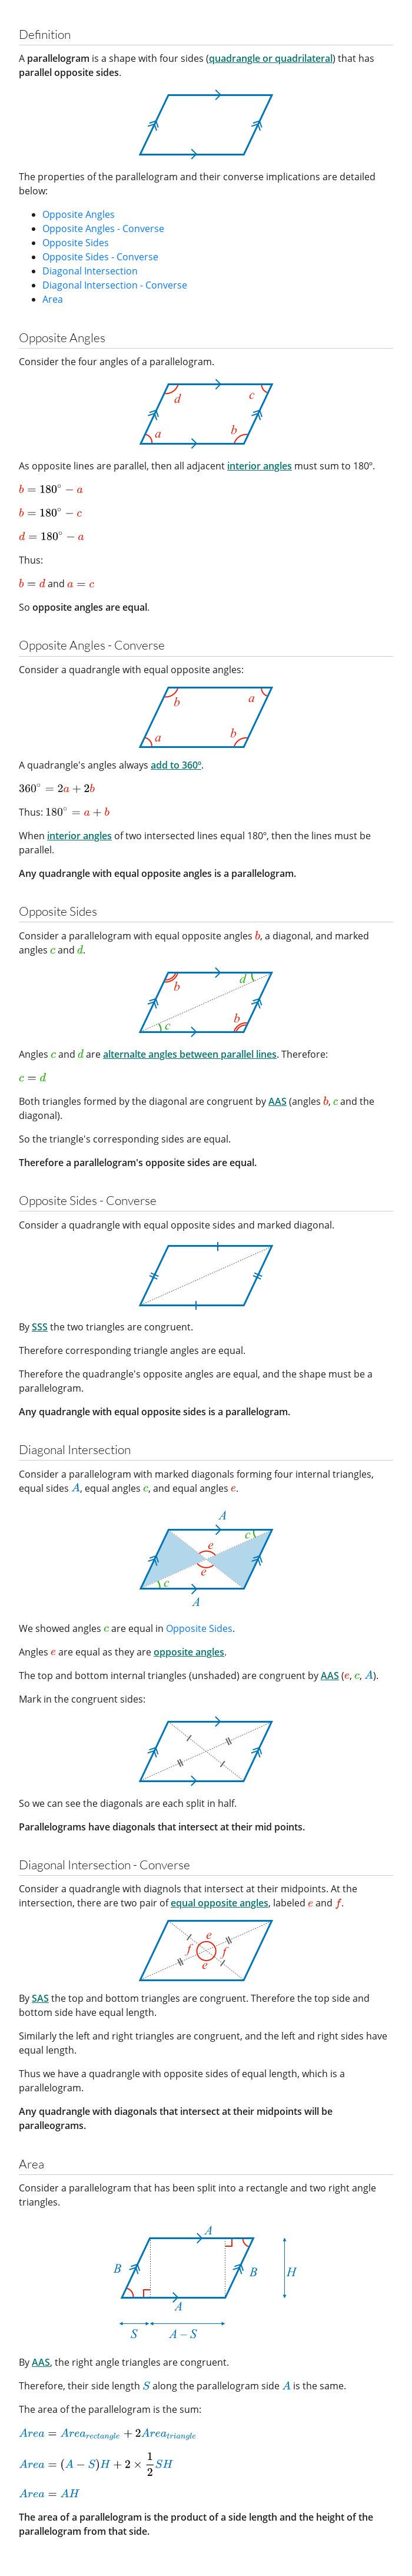 Definition
A parallelogram is a shape with four sides (quadrangle or quadrilateral) that has
parallel opposite sides.
The properties of the parallelogram and their converse implications are detailed
below:
Opposite Angles
Opposite Angles - Converse
Opposite Sides
Opposite Sides - Converse
Diagonal Intersection
Diagonal Intersection - Converse
Area
Opposite Angles
Consider the four angles of a parallelogram.
d c
a b
As opposite lines are parallel, then all adjacent interior angles must sum to 180º.
b = 180° − a
b = 180° − c
d = 180° − a
Thus:
b = d and a = c
So opposite angles are equal.
Opposite Angles - Converse
Consider a quadrangle with equal opposite angles:
b a
a b
A quadrangle's angles always add to 360º.
360° = 2a + 2b
Thus: 180° = a + b
When interior angles of two intersected lines equal 180º, then the lines must be
parallel.
Any quadrangle with equal opposite angles is a parallelogram.
Opposite Sides
Consider a parallelogram with equal opposite angles b, a diagonal, and marked
angles c and d.
b d
c b
Angles c and d are alternalte angles between parallel lines. Therefore:
c = d
Both triangles formed by the diagonal are congruent by AAS (angles b, c and the
diagonal).
So the triangle's corresponding sides are equal.
Therefore a parallelogram's opposite sides are equal.
Opposite Sides - Converse
Consider a quadrangle with equal opposite sides and marked diagonal.
By SSS the two triangles are congruent.
Therefore corresponding triangle angles are equal.
Therefore the quadrangle's opposite angles are equal, and the shape must be a
parallelogram.
Any quadrangle with equal opposite sides is a parallelogram.
Diagonal Intersection
Consider a parallelogram with marked diagonals forming four internal triangles,
equal sides A, equal angles c, and equal angles e.
A
c
e
e
c
A
We showed angles c are equal in Opposite Sides.
Angles e are equal as they are opposite angles.
The top and bottom internal triangles (unshaded) are congruent by AAS (e, c, A).
Mark in the congruent sides:
So we can see the diagonals are each split in half.
Parallelograms have diagonals that intersect at their mid points.
Diagonal Intersection - Converse
Consider a quadrangle with diagnols that intersect at their midpoints. At the
intersection, there are two pair of equal opposite angles, labeled e and f.
e
f f
e
By SAS the top and bottom triangles are congruent. Therefore the top side and
bottom side have equal length.
Similarly the left and right triangles are congruent, and the left and right sides have
equal length.
Thus we have a quadrangle with opposite sides of equal length, which is a
parallelogram.
Any quadrangle with diagonals that intersect at their midpoints will be
paralleograms.
Area
Consider a parallelogram that has been split into a rectangle and two right angle
triangles.
A
B B H
A
S A − S
By AAS, the right angle triangles are congruent.
Therefore, their side length S along the parallelogram side A is the same.
The area of the parallelogram is the sum:
Area = Area_rectangle + 2Area_triangle
Area = (A − S)H + 2 × 1/2 SH
Area = AH
The area of a parallelogram is the product of a side length and the height of the
parallelogram from that side.